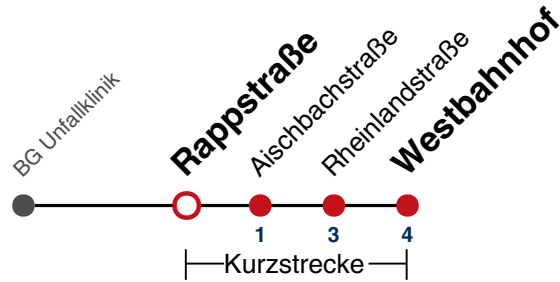 BG Unfallklinik
Rappstraße
Aischbachstraße
Rheinlandstraße
Westbahnhof
1 3 4
Kurzstrecke